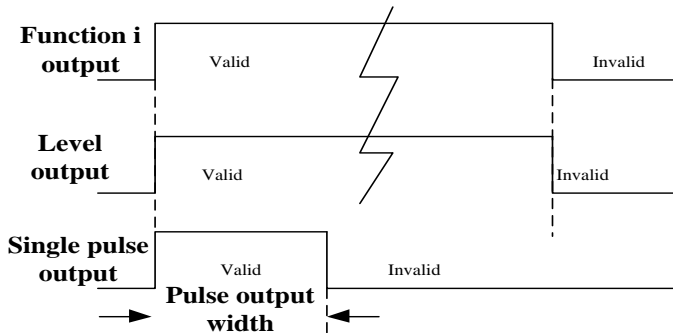 Function i
output
Valid
Invalid
Level
output
Valid
Invalid
Single pulse
output
Valid
Invalid
Pulse output
width